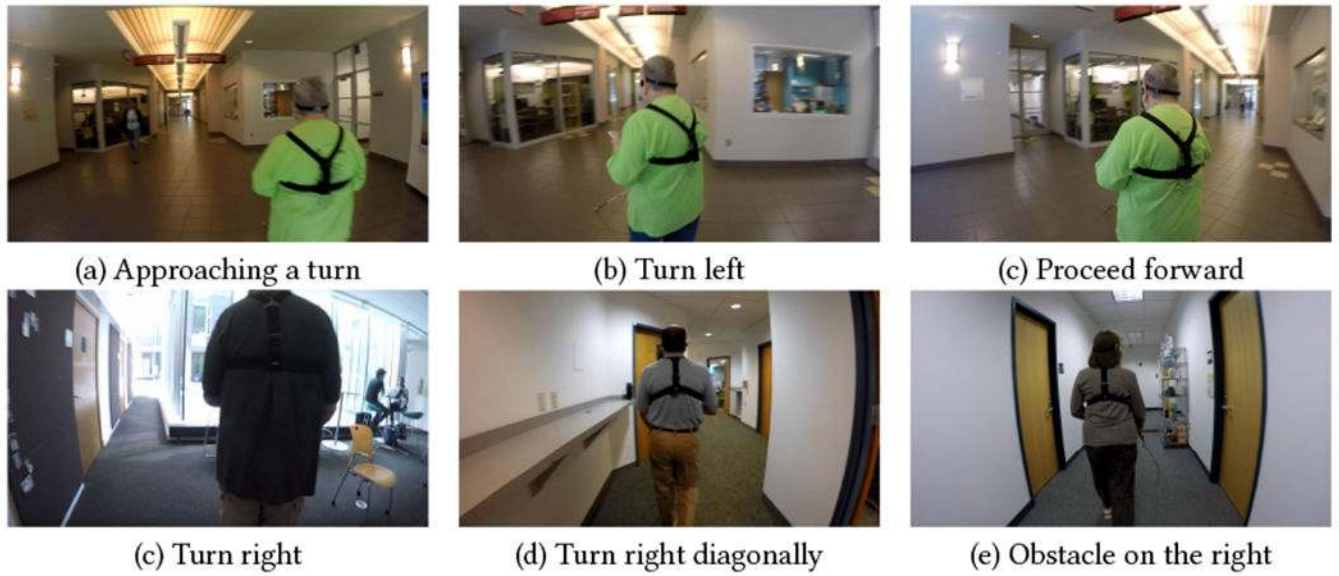 (a) Approaching a turn
(b) Turn left
(c) Proceed forward
(c) Turn right
(d) Turn right diagonally
(e) Obstacle on the right